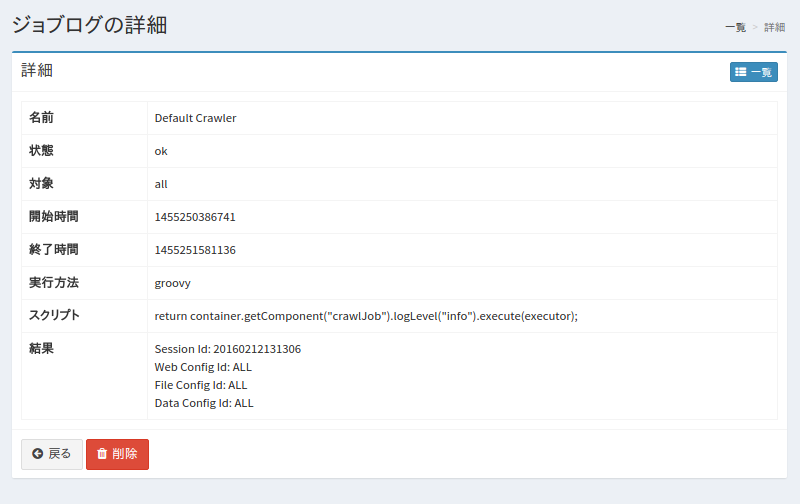 ジョブログの詳細
一覧 > 詳細
詳細
一覧
名前 Default Crawler
状態 ok
対象 all
開始時間 1455250386741
終了時間 1455251581136
実行方法 groovy
スクリプト return container.getComponent("crawlJob").logLevel("info").execute(executor);
結果 Session Id: 20160212131306
Web Config Id: ALL
File Config Id: ALL
Data Config Id: ALL
戻る 削除